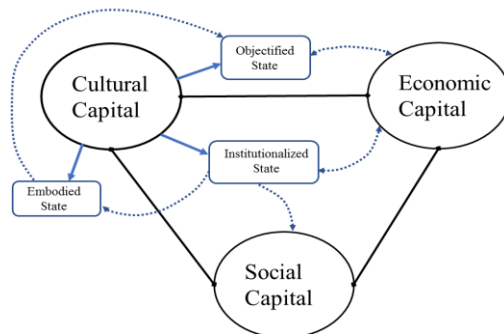 Objectified
State
Cultural
Capital
Economic
Capital
Institutionalized
State
Embodied
State
Social
Capital